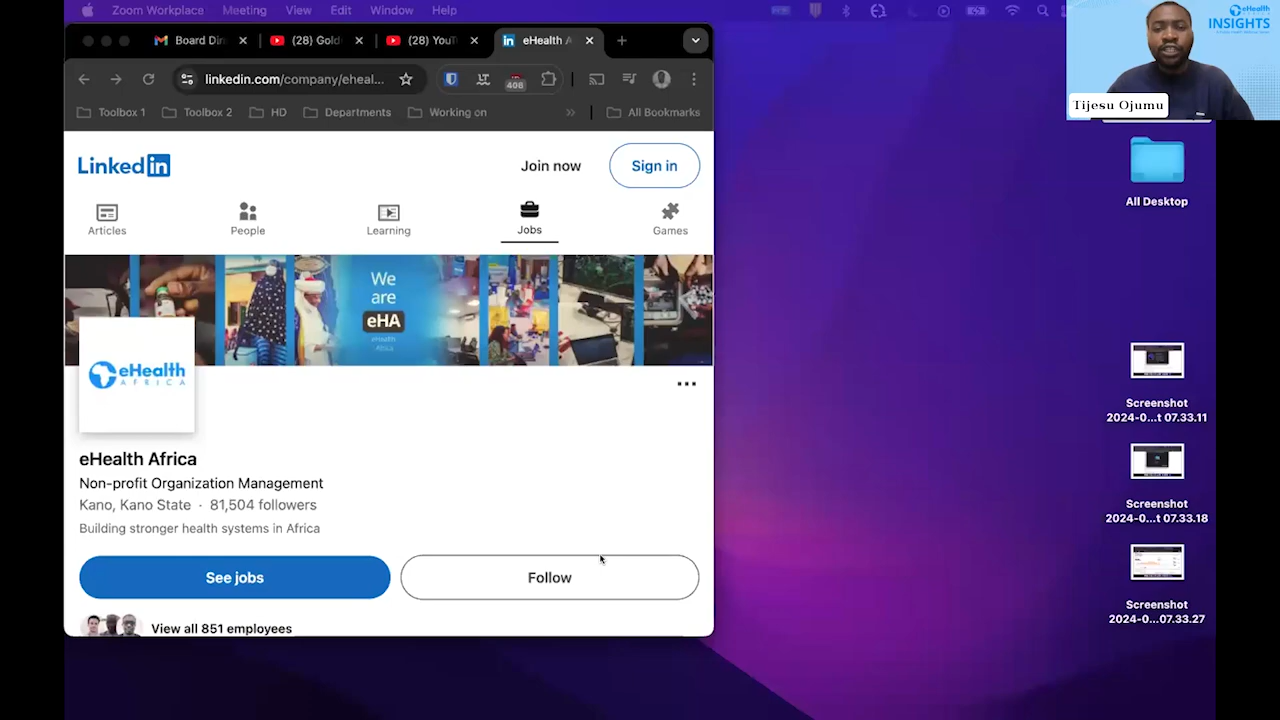 Zoom Workplace Meeting View Edit Window Help
Board Dir
(28) Gold
(28) YouT
eHealth A
linkedin.com/company/eheal...
408
Toolbox 1
Toolbox 2
HD
Departments
Working on
All Bookmarks
LinkedIn
Join now
Sign in
Articles
People
Learning
Jobs
Games
We
are
eHA
eHealth
Africa
eHealth
AFRICA
eHealth Africa
Non-profit Organization Management
Kano, Kano State · 81,504 followers
Building stronger health systems in Africa
See jobs
Follow
View all 851 employees
eHealth
INSIGHTS
Tijesu Ojumu
All Desktop
Screenshot
2024-0...t 07.33.11
Screenshot
2024-0...t 07.33.18
Screenshot
2024-0...07.33.27